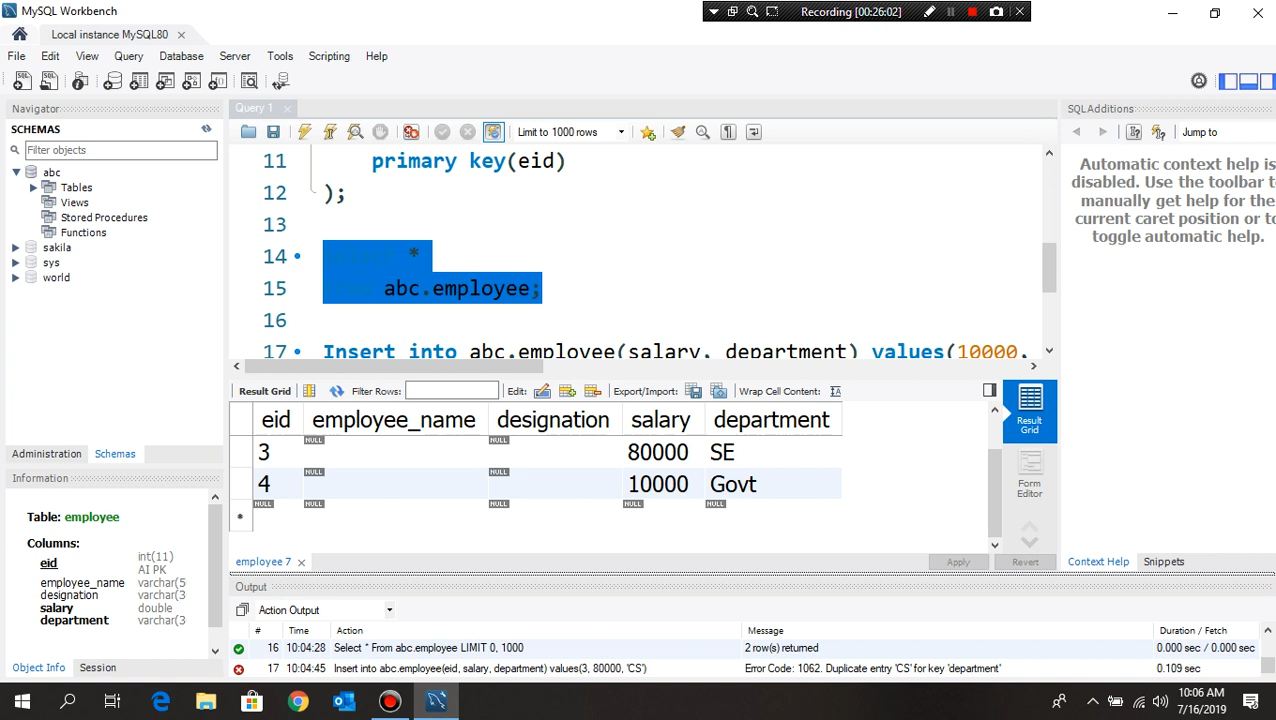 MySQL Workbench
Recording (00:26:02)
Local instance MySQL80
File Edit View Query Database Server Tools Scripting Help
Navigator
SCHEMAS
Filter objects
abc
Tables
Views
Stored Procedures
Functions
sakila
sys
world
Administration Schemas
Information
Table: employee
Columns:
eid int(11)
AI PK
employee_name varchar(5
designation varchar(3
salary double
department varchar(3
Object Info Session
Query 1
Limit to 1000 rows
11 primary key(eid)
12 );
13
14 *
15 abc.employee;
16
17 Insert into abc.employee(salary, department) values(10000,
Result Grid Filter Rows: Edit: Export/Import: Wrap Cell Content:
eid employee_name designation salary department
3 NULL NULL 80000 SE
4 NULL NULL 10000 Govt
* NULL NULL NULL NULL NULL
Result
Grid
Form
Editor
employee 7
Apply Revert
SQLAdditions
Jump to
Automatic context help is
disabled. Use the toolbar to
manually get help for the
current caret position or to
toggle automatic help.
Context Help Snippets
Output
Action Output
# Time Action Message Duration / Fetch
16 10:04:28 Select * From abc.employee LIMIT 0, 1000 2 row(s) returned 0.000 sec / 0.000 sec
17 10:04:45 Insert into abc.employee(eid, salary, department) values(3, 80000, 'CS') Error Code: 1062. Duplicate entry 'CS' for key 'department' 0.109 sec
10:06 AM
7/16/2019